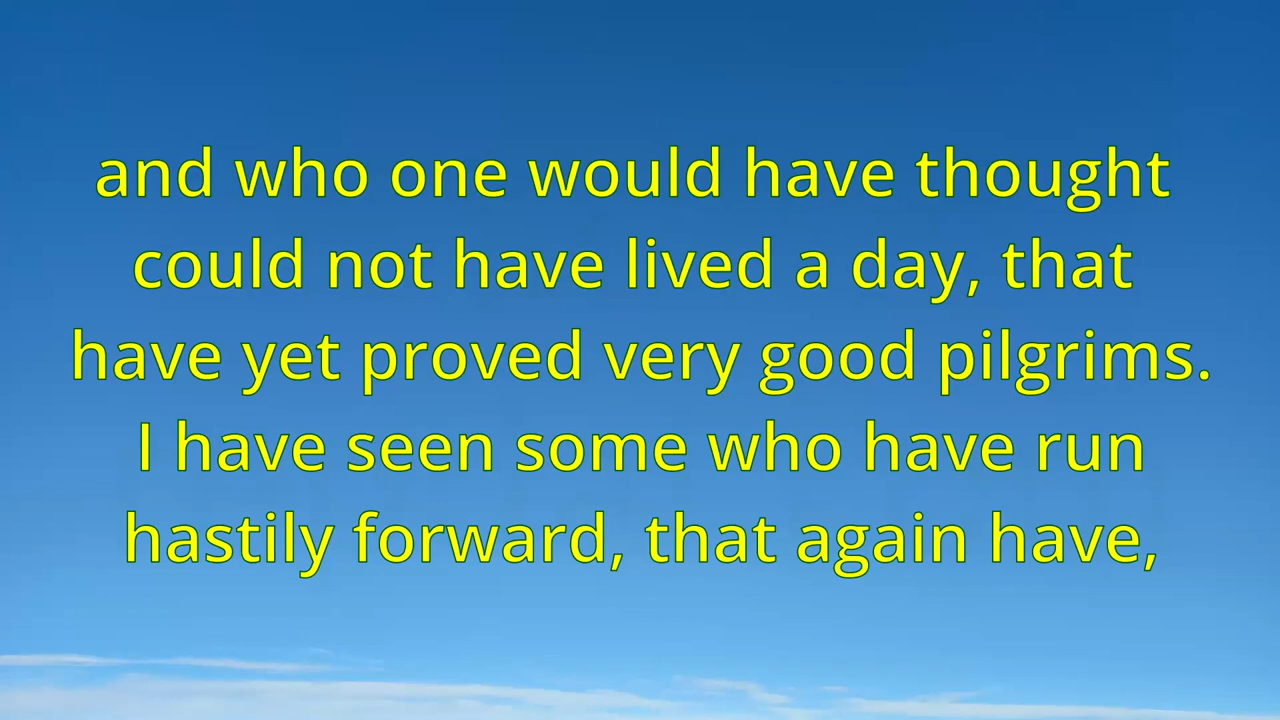 and who one would have thought
could not have lived a day, that
have yet proved very good pilgrims.
I have seen some who have run
hastily forward, that again have,